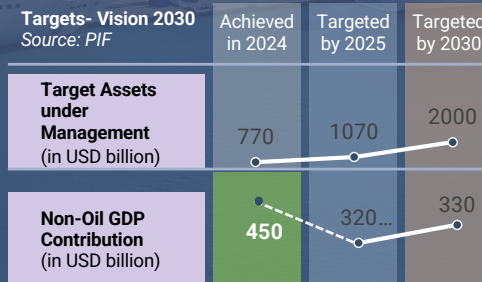 Targets- Vision 2030
Source: PIF
Achieved
in 2024
Targeted
by 2025
Targeted
by 2030
Target Assets
under
Management
(in USD billion)
770
1070
2000
Non-Oil GDP
Contribution
(in USD billion)
450
320…
330